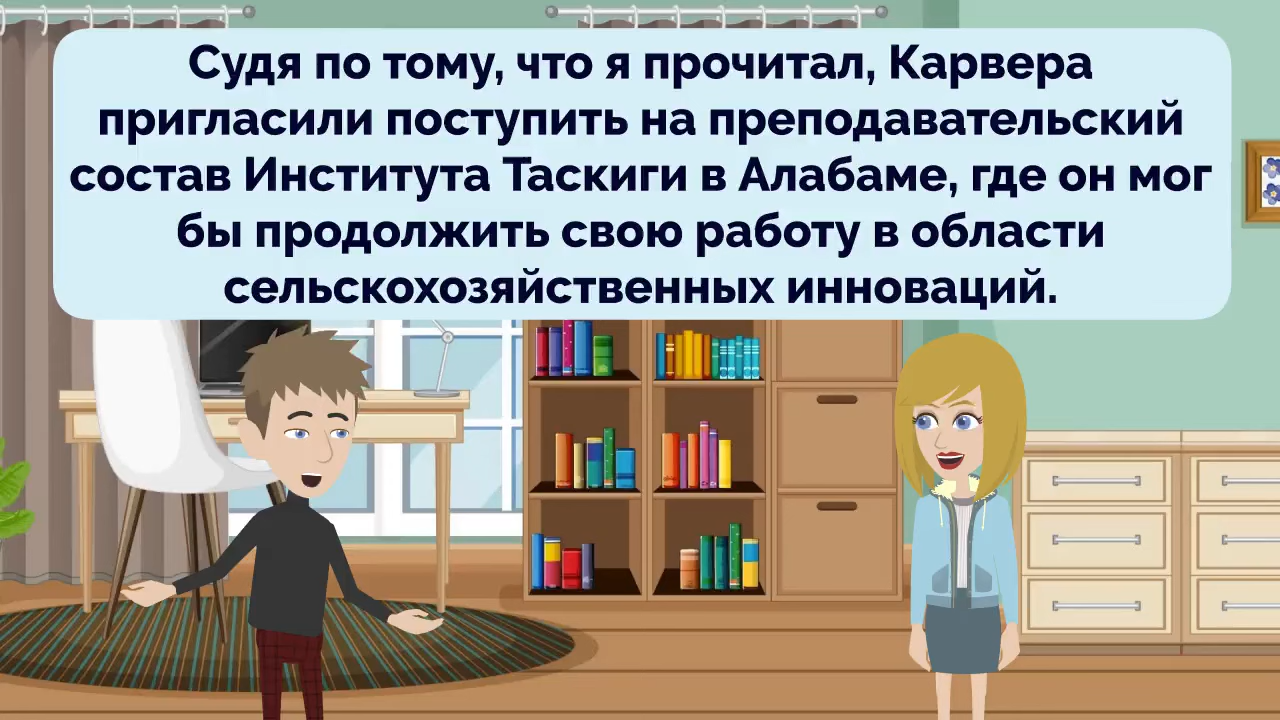 Судя по тому, что я прочитал, Карвера
пригласили поступить на преподавательский
состав Института Таскиги в Алабаме, где он мог
бы продолжить свою работу в области
сельскохозяйственных инноваций.